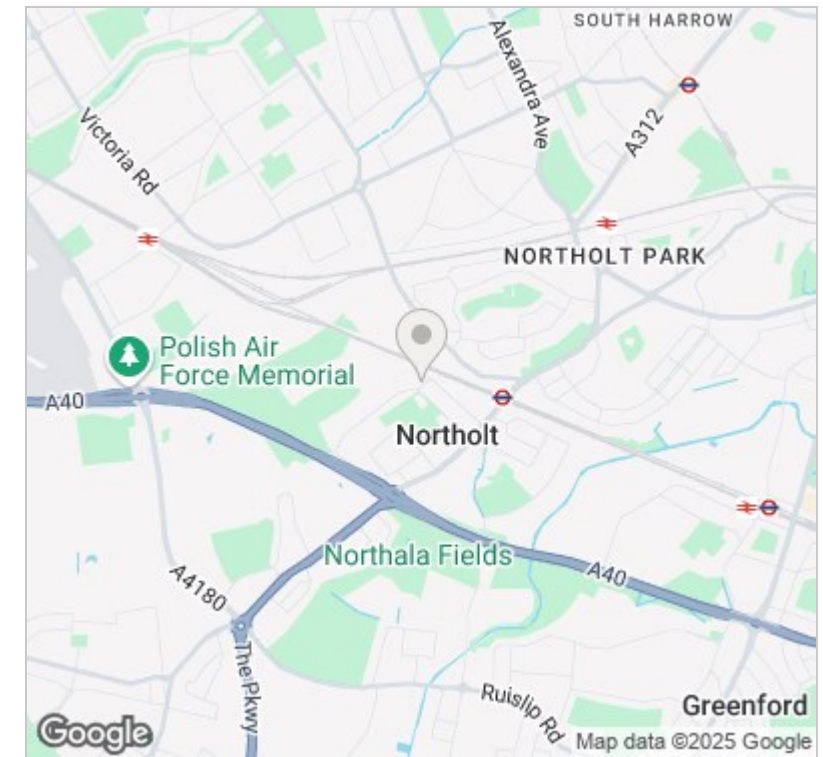 SOUTH HARROW
Alexandra Ave
A312
Victoria Rd
NORTHOLT PARK
Polish Air
Force Memorial
A40
Northolt
Northala Fields
A40
A4180
The Pkwy
Ruislip Rd
Greenford
Google
Map data ©2025 Google